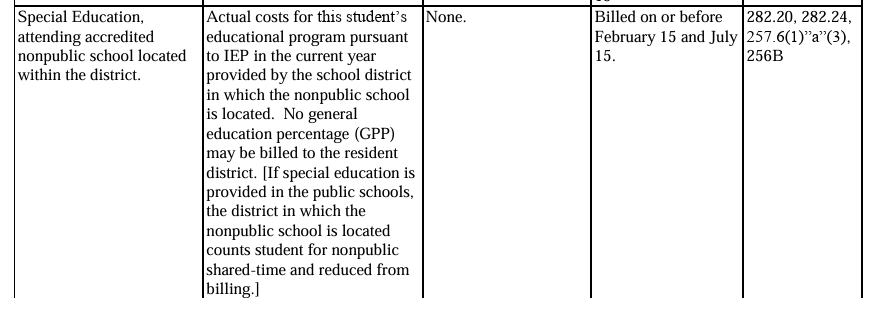 Special Education,
attending accredited
nonpublic school located
within the district.
Actual costs for this student's
educational program pursuant
to IEP in the current year
provided by the school district
in which the nonpublic school
is located.  No general
education percentage (GPP)
may be billed to the resident
district. [If special education is
provided in the public schools,
the district in which the
nonpublic school is located
counts student for nonpublic
shared-time and reduced from
billing.]
None.
Billed on or before
February 15 and July
15.
282.20, 282.24,
257.6(1)”a”(3),
256B